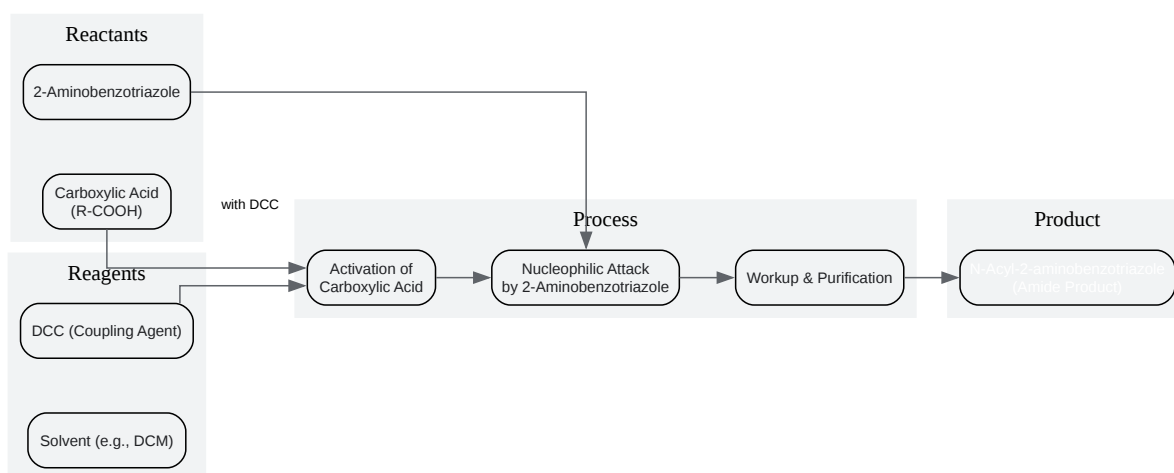 Reactants
2-Aminobenzotriazole
Carboxylic Acid
(R-COOH)
with DCC
Reagents
DCC (Coupling Agent)
Solvent (e.g., DCM)
Process
Activation of
Carboxylic Acid
Nucleophilic Attack
by 2-Aminobenzotriazole
Workup & Purification
Product
N-Acyl-2-aminobenzotriazole
(Amide Product)